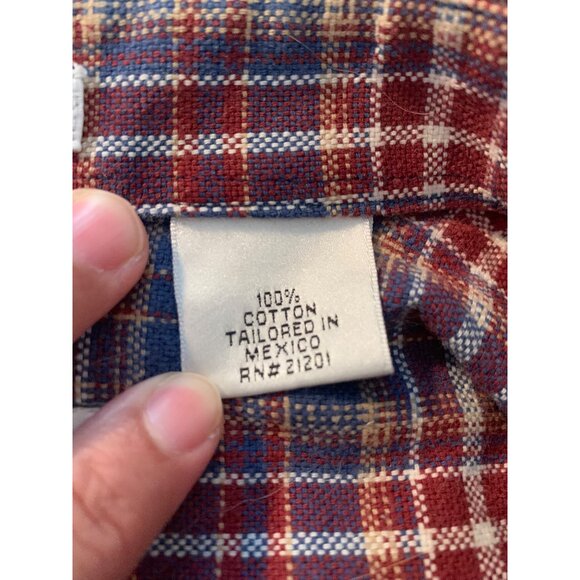 100%
COTTON
TAILORED IN
MEXICO
RN# 21201